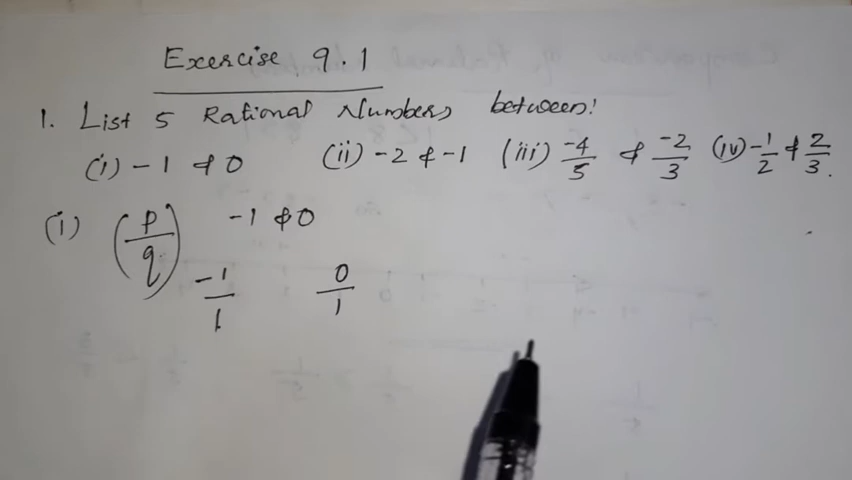 Exercise 9.1
1. List 5 Rational Numbers between:
(i) -1 & 0 (ii) -2 & -1 (iii) -4/5 & -2/3 (iv) -1/2 & 2/3.
(i) (p/q) -1 & 0
-1/1 0/1